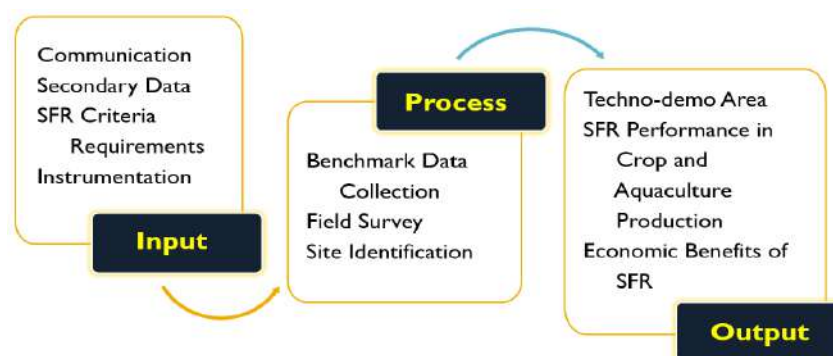 Communication
Secondary Data
SFR Criteria
Requirements
Instrumentation
Input
Process
Benchmark Data
Collection
Field Survey
Site Identification
Techno-demo Area
SFR Performance in
Crop and
Aquaculture
Production
Economic Benefits of
SFR
Output